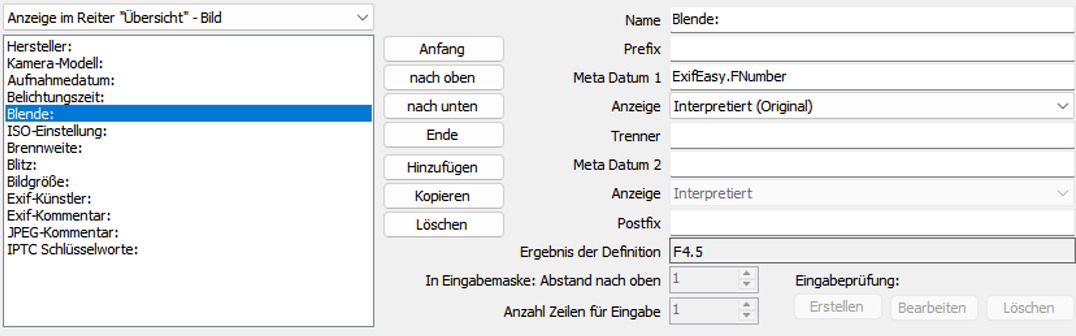 Anzeige im Reiter "Übersicht" - Bild
Hersteller:
Kamera-Modell:
Aufnahmedatum:
Belichtungszeit:
Blende:
ISO-Einstellung:
Brennweite:
Blitz:
Bildgröße:
Exif-Künstler:
Exif-Kommentar:
JPEG-Kommentar:
IPTC Schlüsselworte:
Anfang
nach oben
nach unten
Ende
Hinzufügen
Kopieren
Löschen
Name Blende:
Prefix
Meta Datum 1 ExifEasy.FNumber
Anzeige Interpretiert (Original)
Trenner
Meta Datum 2
Anzeige Interpretiert
Postfix
Ergebnis der Definition F4.5
In Eingabemaske: Abstand nach oben 1 Eingabeprüfung:
Anzahl Zeilen für Eingabe 1 Erstellen Bearbeiten Löschen